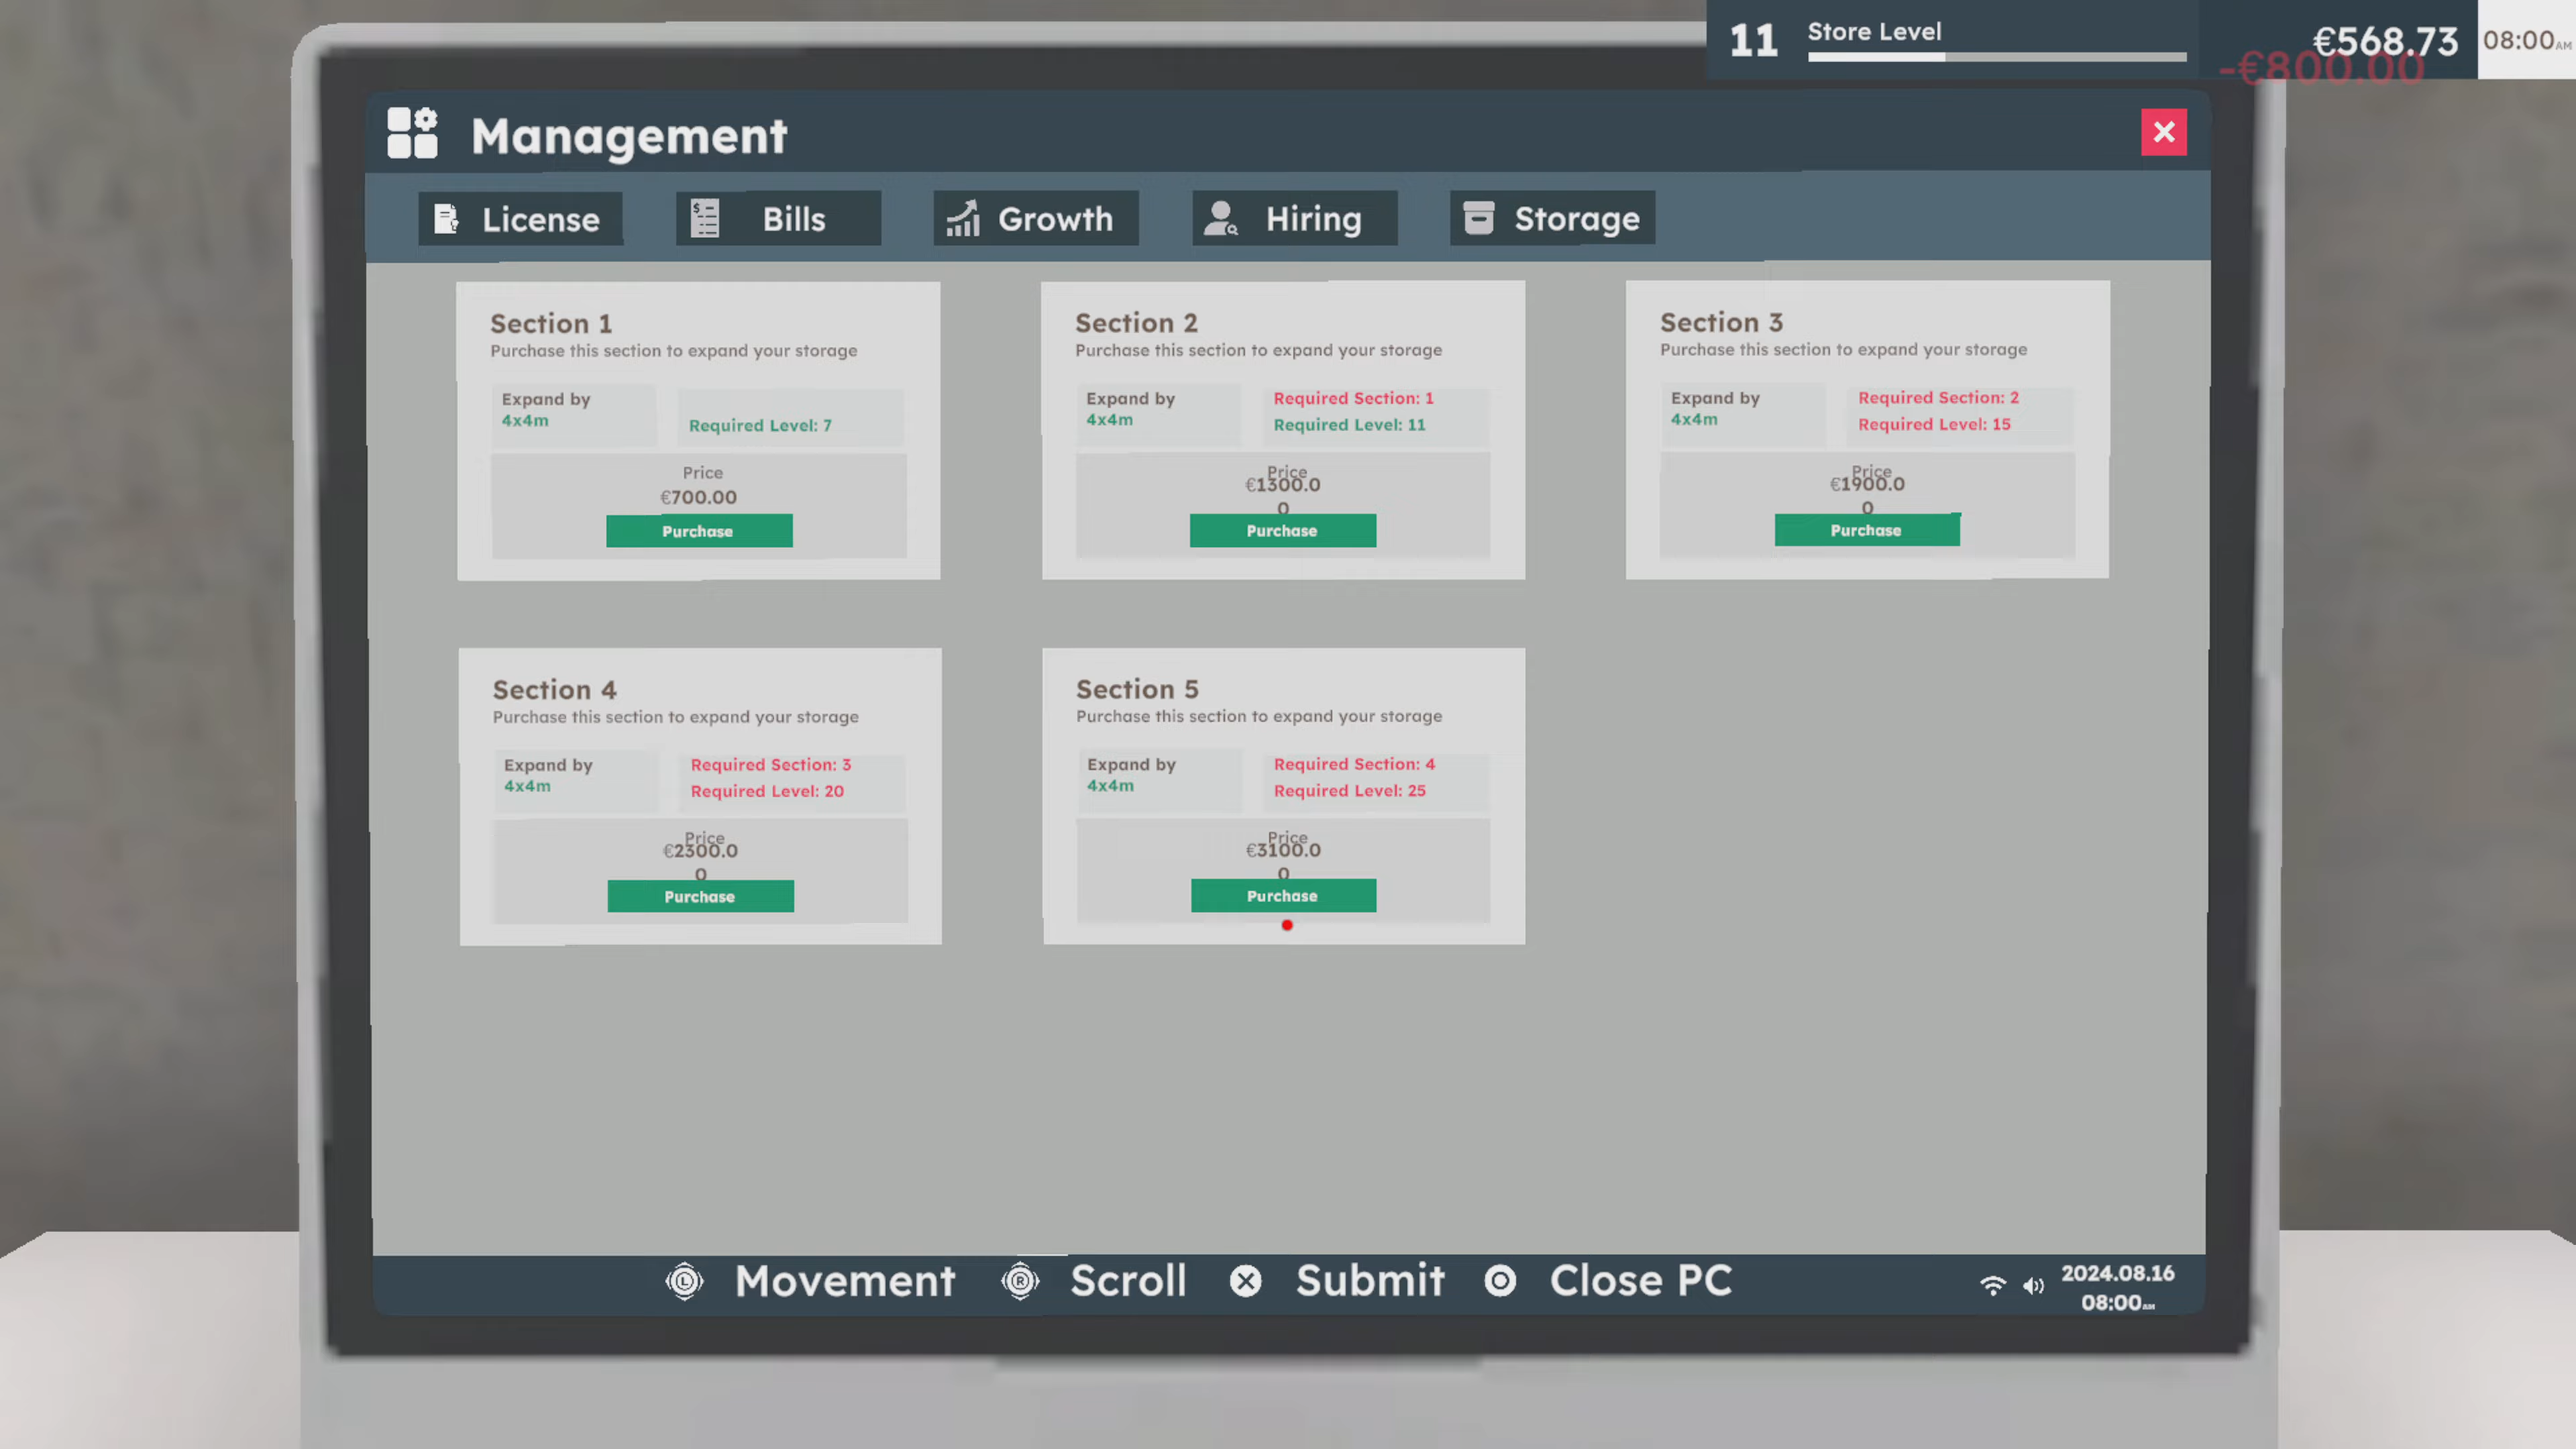 11
Store Level
€568.73
-€800.00
08:00AM
Management
License
Bills
Growth
Hiring
Storage
Section 1
Purchase this section to expand your storage
Expand by
4x4m
Required Level: 7
Price
€700.00
Purchase
Section 2
Purchase this section to expand your storage
Expand by
4x4m
Required Section: 1
Required Level: 11
Price
€1300.0
0
Purchase
Section 3
Purchase this section to expand your storage
Expand by
4x4m
Required Section: 2
Required Level: 15
Price
€1900.0
0
Purchase
Section 4
Purchase this section to expand your storage
Expand by
4x4m
Required Section: 3
Required Level: 20
Price
€2300.0
0
Purchase
Section 5
Purchase this section to expand your storage
Expand by
4x4m
Required Section: 4
Required Level: 25
Price
€3100.0
0
Purchase
L Movement R Scroll Submit Close PC
2024.08.16
08:00AM